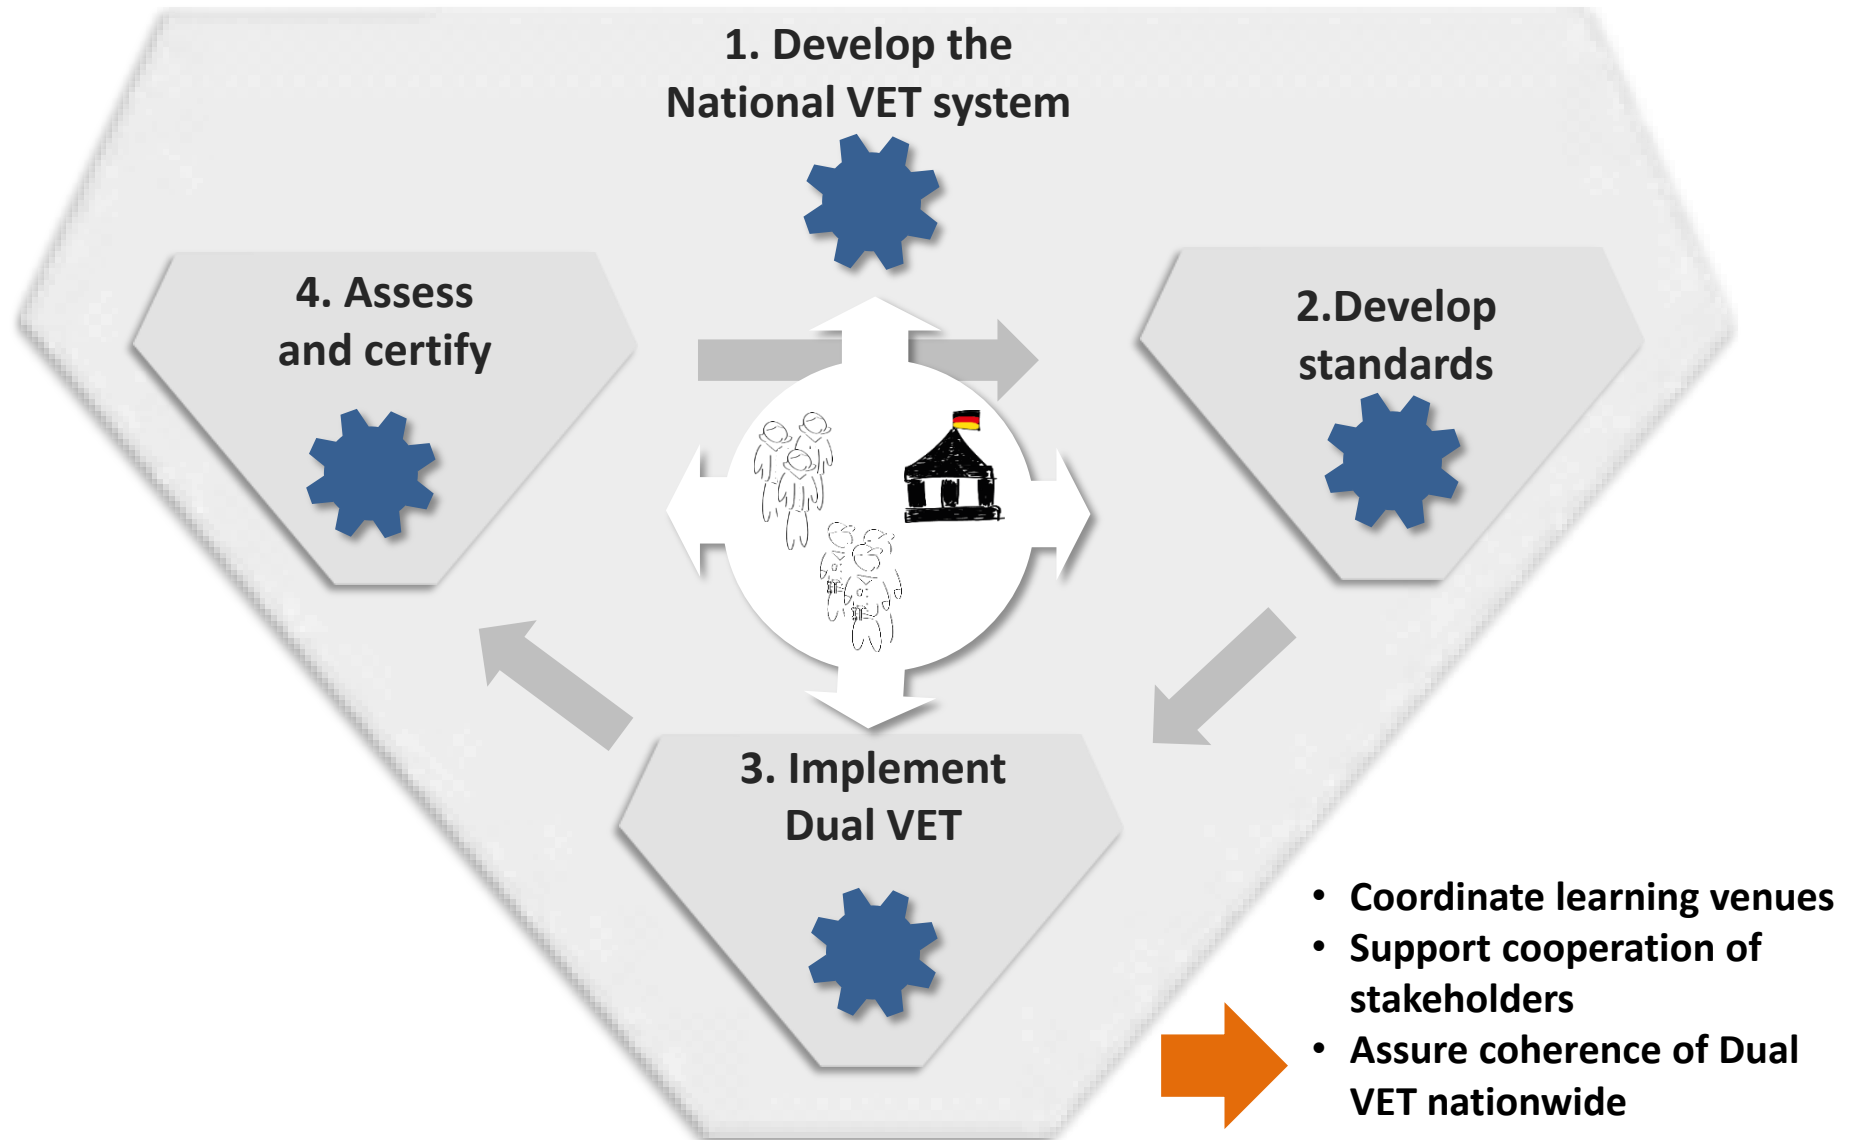 1. Develop the
National VET system
4. Assess
and certify
2.Develop
standards
3. Implement
Dual VET
• Coordinate learning venues
• Support cooperation of
stakeholders
• Assure coherence of Dual
VET nationwide